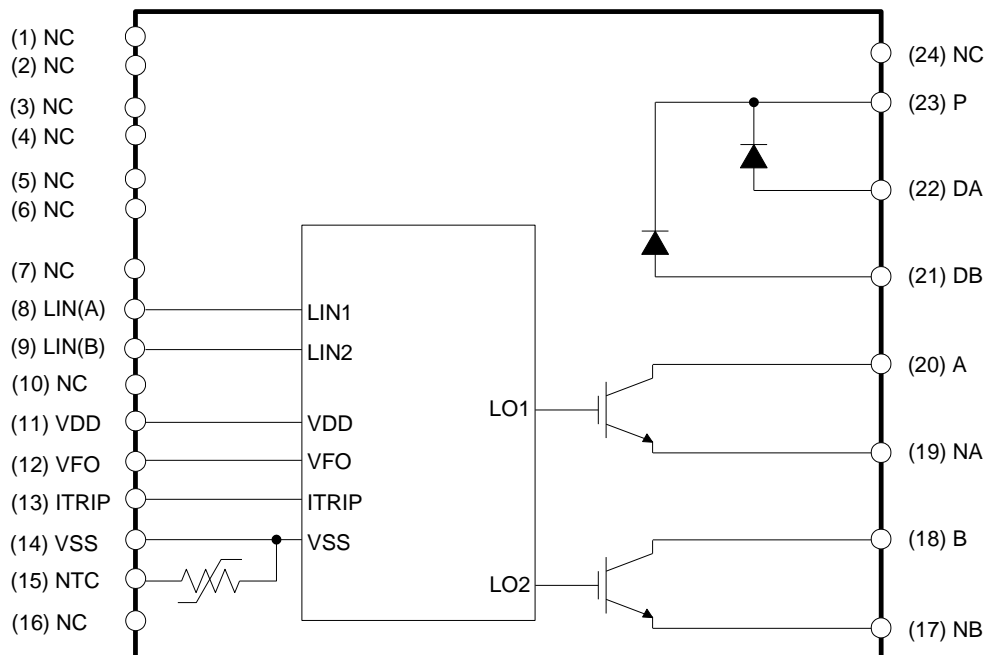 (1) NC
(2) NC
(3) NC
(4) NC
(5) NC
(6) NC
(7) NC
(8) LIN(A)
(9) LIN(B)
(10) NC
(11) VDD
(12) VFO
(13) ITRIP
(14) VSS
(15) NTC
(16) NC
LIN1
LIN2
VDD
VFO
ITRIP
VSS
LO1
LO2
(24) NC
(23) P
(22) DA
(21) DB
(20) A
(19) NA
(18) B
(17) NB